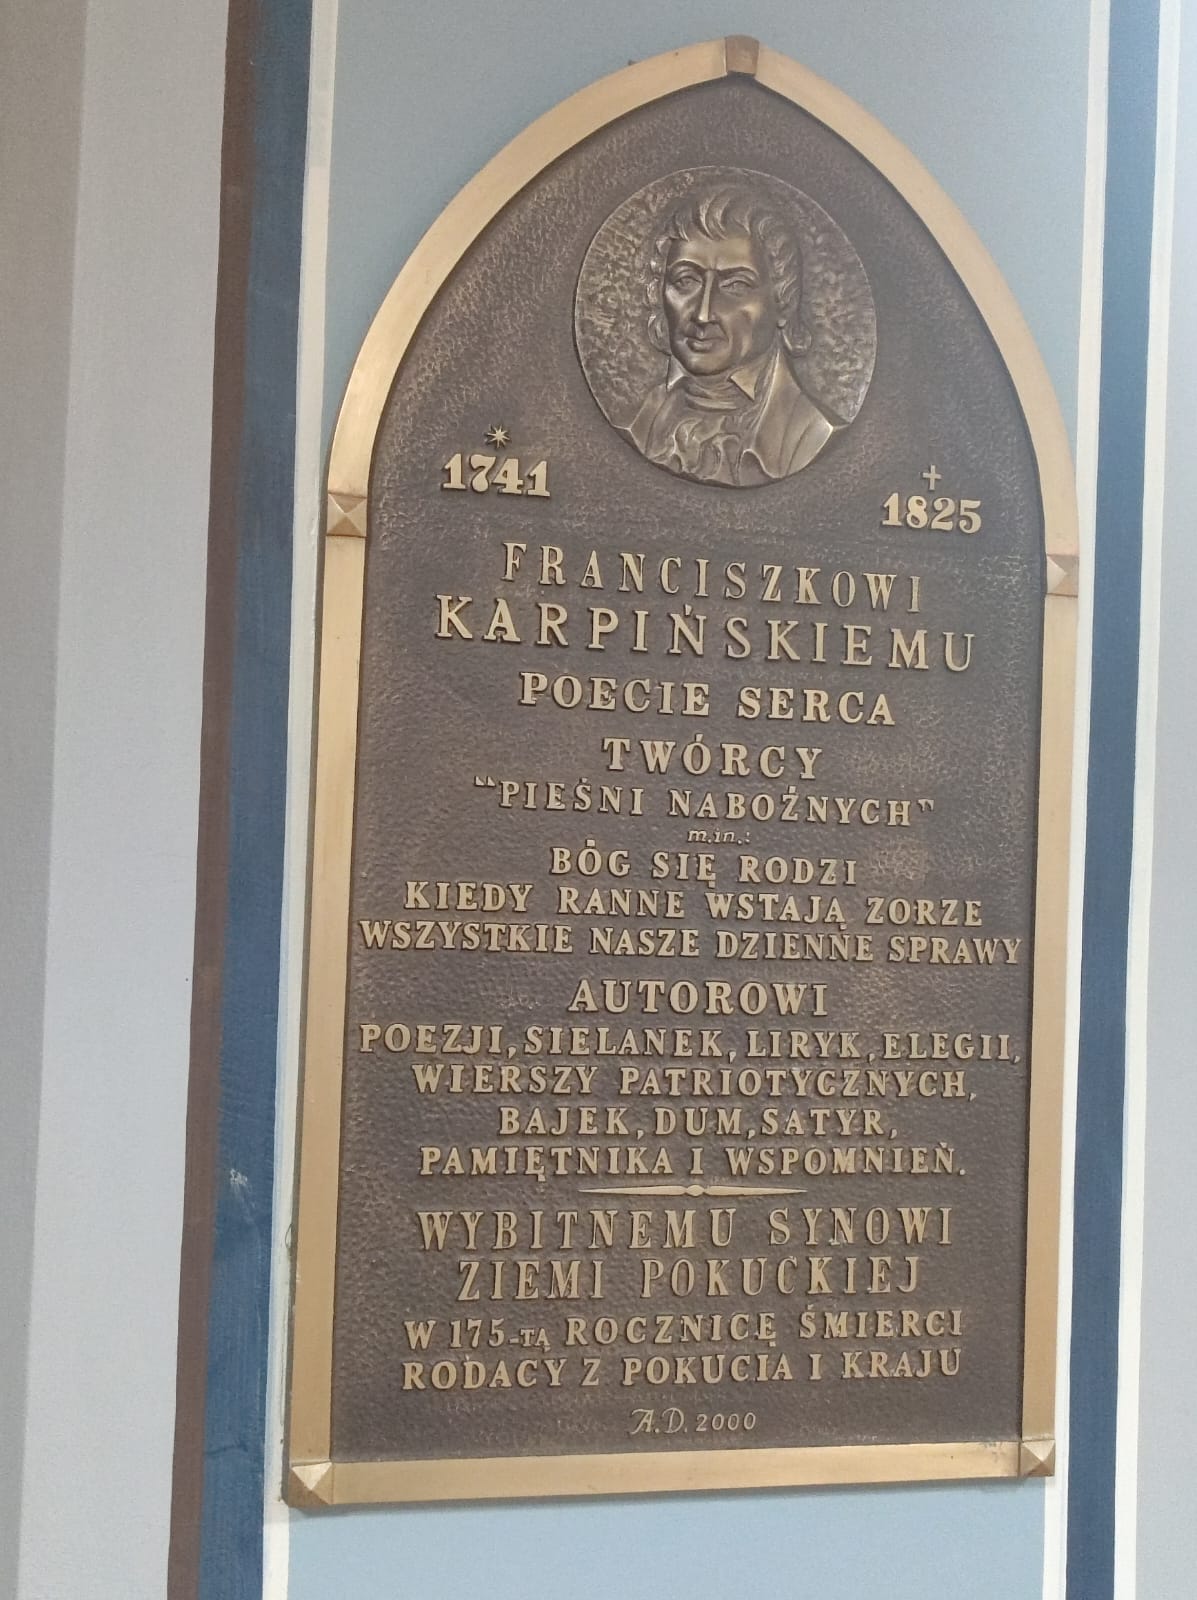 1741
1825
FRANCISZKOWI
KARPIŃSKIEMU
POECIE SERCA
TWÓRCY
"PIEŚNI NABOŹNYCH"
m.in.:
BÓG SIĘ RODZI
KIEDY RANNE WSTAJĄ ZORZE
WSZYSTKIE NASZE DZIENNE SPRAWY
AUTOROWI
POEZJI, SIELANEK, LIRYK, ELEGII,
WIERSZY PATRIOTYCZNYCH,
BAJEK, DUM, SATYR,
PAMIĘTNIKA I WSPOMNIEŃ.
WYBITNEMU SYNOWI
ZIEMI POKUCKIEJ
W 175-TĄ ROCZNICĘ ŚMIERCI
RODACY Z POKUCIA I KRAJU
A.D. 2000